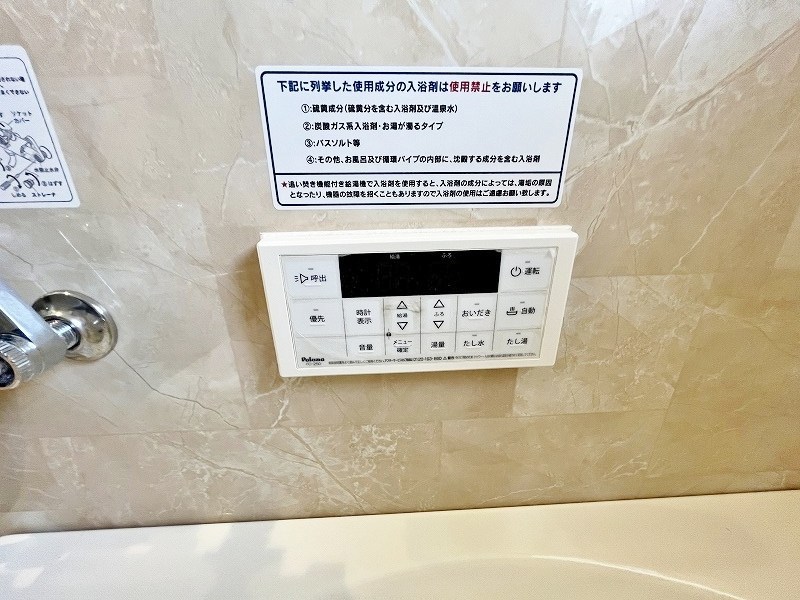 下記に列挙した使用成分の入浴剤は使用禁止をお願いします
①:硫黄成分(硫黄分を含む入浴剤及び温泉水)
②:炭酸ガス系入浴剤・お湯が濁るタイプ
③:バスソルト等
④:その他、お風呂及び循環パイプの内部に、沈殿する成分を含む入浴剤
★追い焚き機能付き給湯機で入浴剤を使用すると、入浴剤の成分によっては、湯垢の原因
となったり、機器の故障を招くこともありますので入浴剤の使用はご遠慮お願い致します。
カバー
しめる ストレーナ
給湯 ふろ
呼出 運転
優先 時計表示 給湯 ふろ おいだき 自動
音量 メニュー確定 湯量 たし水 たし湯
Paloma